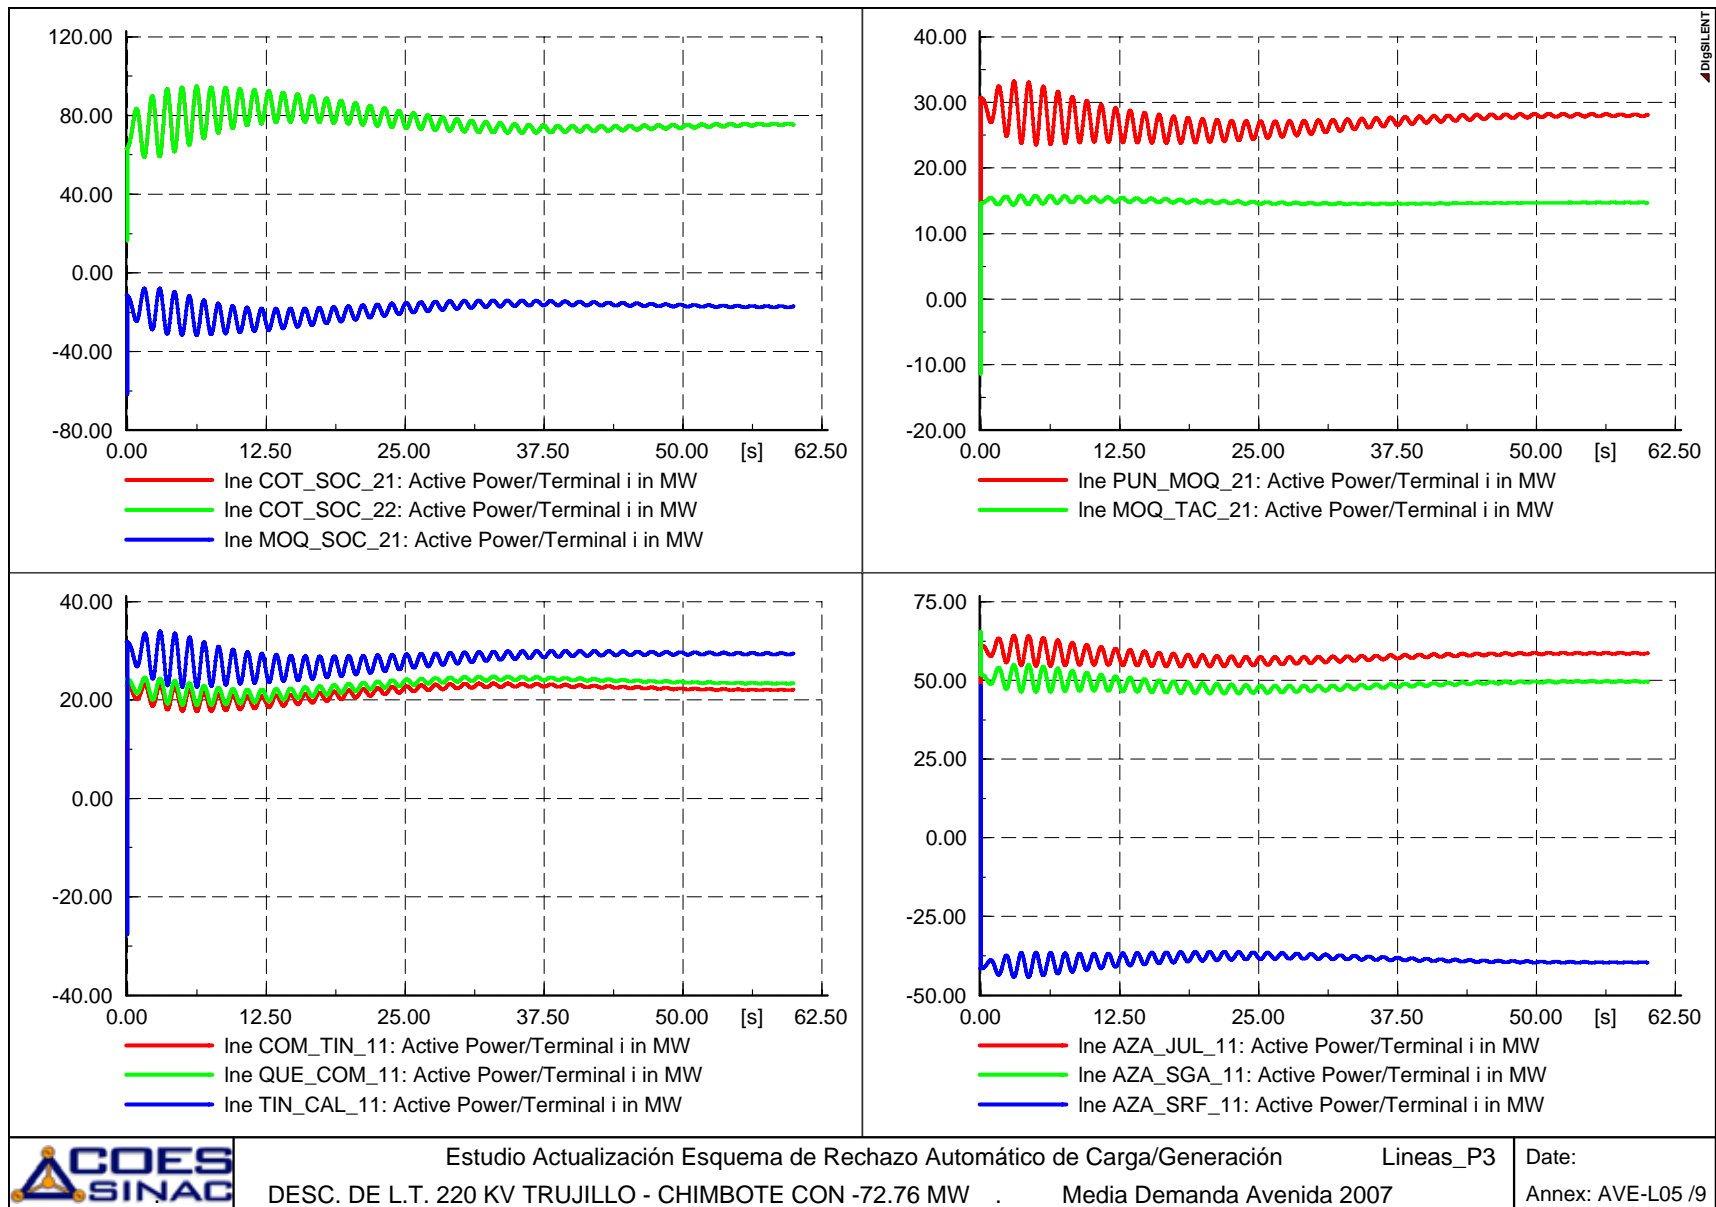 120.00
80.00
40.00
0.00
-40.00
-80.00
0.00 12.50 25.00 37.50 50.00 [s] 62.50
lne COT_SOC_21: Active Power/Terminal i in MW
lne COT_SOC_22: Active Power/Terminal i in MW
lne MOQ_SOC_21: Active Power/Terminal i in MW
40.00
30.00
20.00
10.00
0.00
-10.00
-20.00
0.00 12.50 25.00 37.50 50.00 [s] 62.50
lne PUN_MOQ_21: Active Power/Terminal i in MW
lne MOQ_TAC_21: Active Power/Terminal i in MW
DIgSILENT
40.00
20.00
0.00
-20.00
-40.00
0.00 12.50 25.00 37.50 50.00 [s] 62.50
lne COM_TIN_11: Active Power/Terminal i in MW
lne QUE_COM_11: Active Power/Terminal i in MW
lne TIN_CAL_11: Active Power/Terminal i in MW
75.00
50.00
25.00
0.00
-25.00
-50.00
0.00 12.50 25.00 37.50 50.00 [s] 62.50
lne AZA_JUL_11: Active Power/Terminal i in MW
lne AZA_SGA_11: Active Power/Terminal i in MW
lne AZA_SRF_11: Active Power/Terminal i in MW
COES
SINAC
Estudio Actualización Esquema de Rechazo Automático de Carga/Generación Lineas_P3
DESC. DE L.T. 220 KV TRUJILLO - CHIMBOTE CON -72.76 MW . Media Demanda Avenida 2007
Date:
Annex: AVE-L05 /9